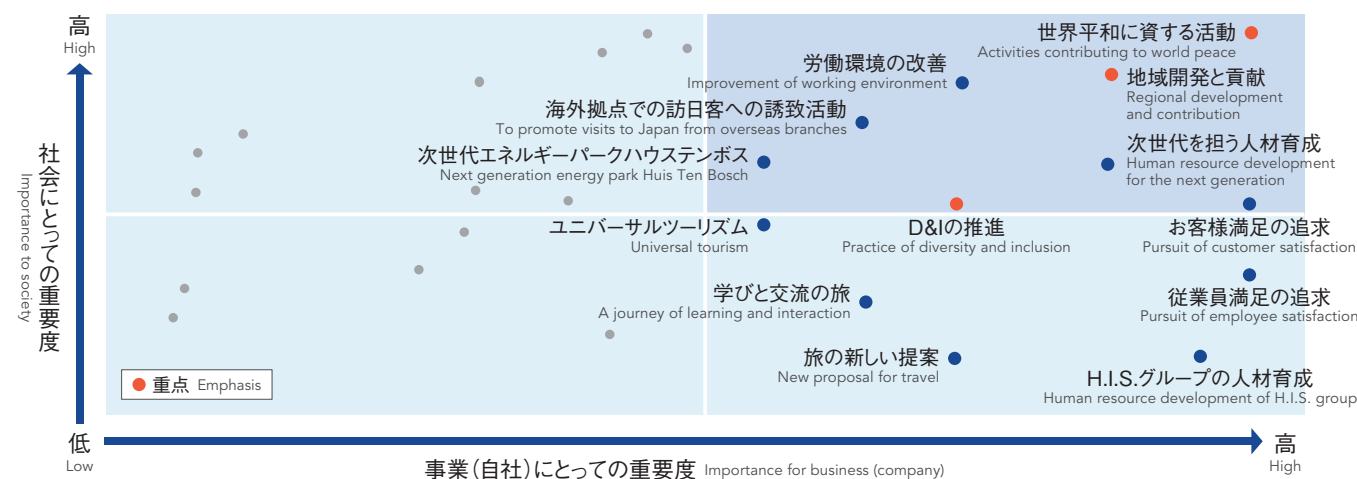 高
High
世界平和に資する活動
Activities contributing to world peace
労働環境の改善
Improvement of working environment
地域開発と貢献
Regional development
and contribution
海外拠点での訪日客への誘致活動
To promote visits to Japan from overseas branches
次世代を担う人材育成
Human resource development
for the next generation
次世代エネルギーパークハウステンボス
Next generation energy park Huis Ten Bosch
社会にとっての重要度
Importance to society
ユニバーサルツーリズム
Universal tourism
D&Iの推進
Practice of diversity and inclusion
お客様満足の追求
Pursuit of customer satisfaction
学びと交流の旅
A journey of learning and interaction
従業員満足の追求
Pursuit of employee satisfaction
旅の新しい提案
New proposal for travel
H.I.S.グループの人材育成
Human resource development of H.I.S. group
重点 Emphasis
低
Low
事業(自社)にとっての重要度 Importance for business (company)
高
High